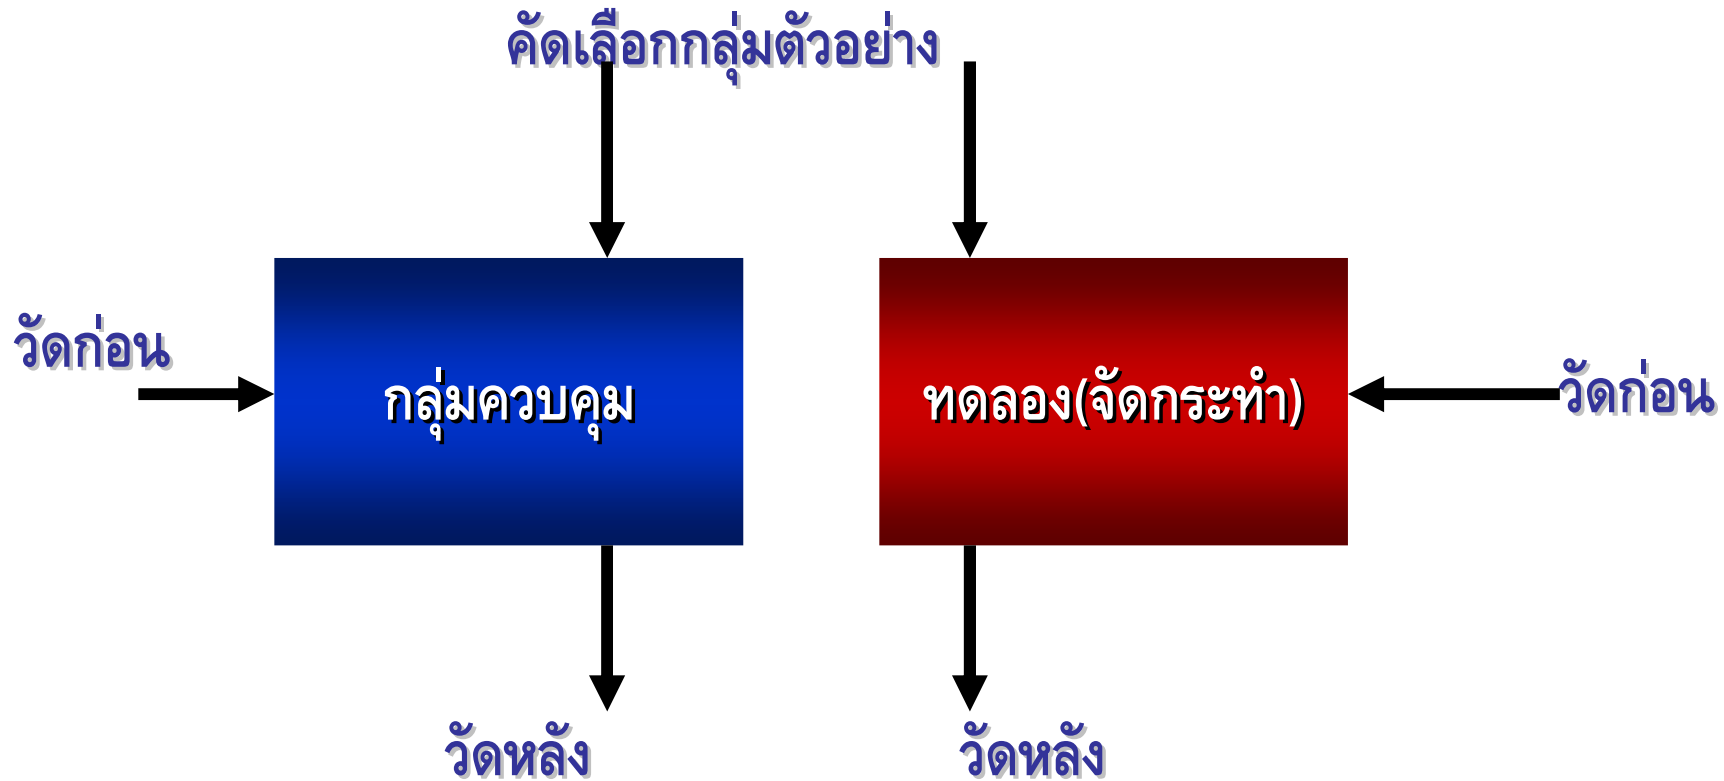 คัดเลือกกลุ่มตัวอย่าง
วัดก่อน
กลุ่มควบคุม
ทดลอง(จัดกระทำ)
วัดก่อน
วัดหลัง
วัดหลัง